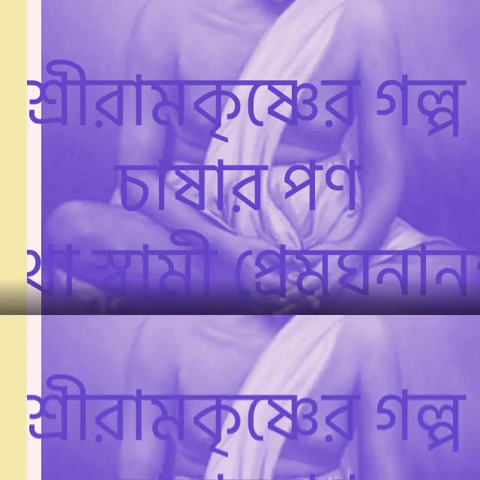 শ্রীরামকৃষ্ণের গল্প
চাষার পণ
স্বামী
শ্রীরামকৃষ্ণের গল্প